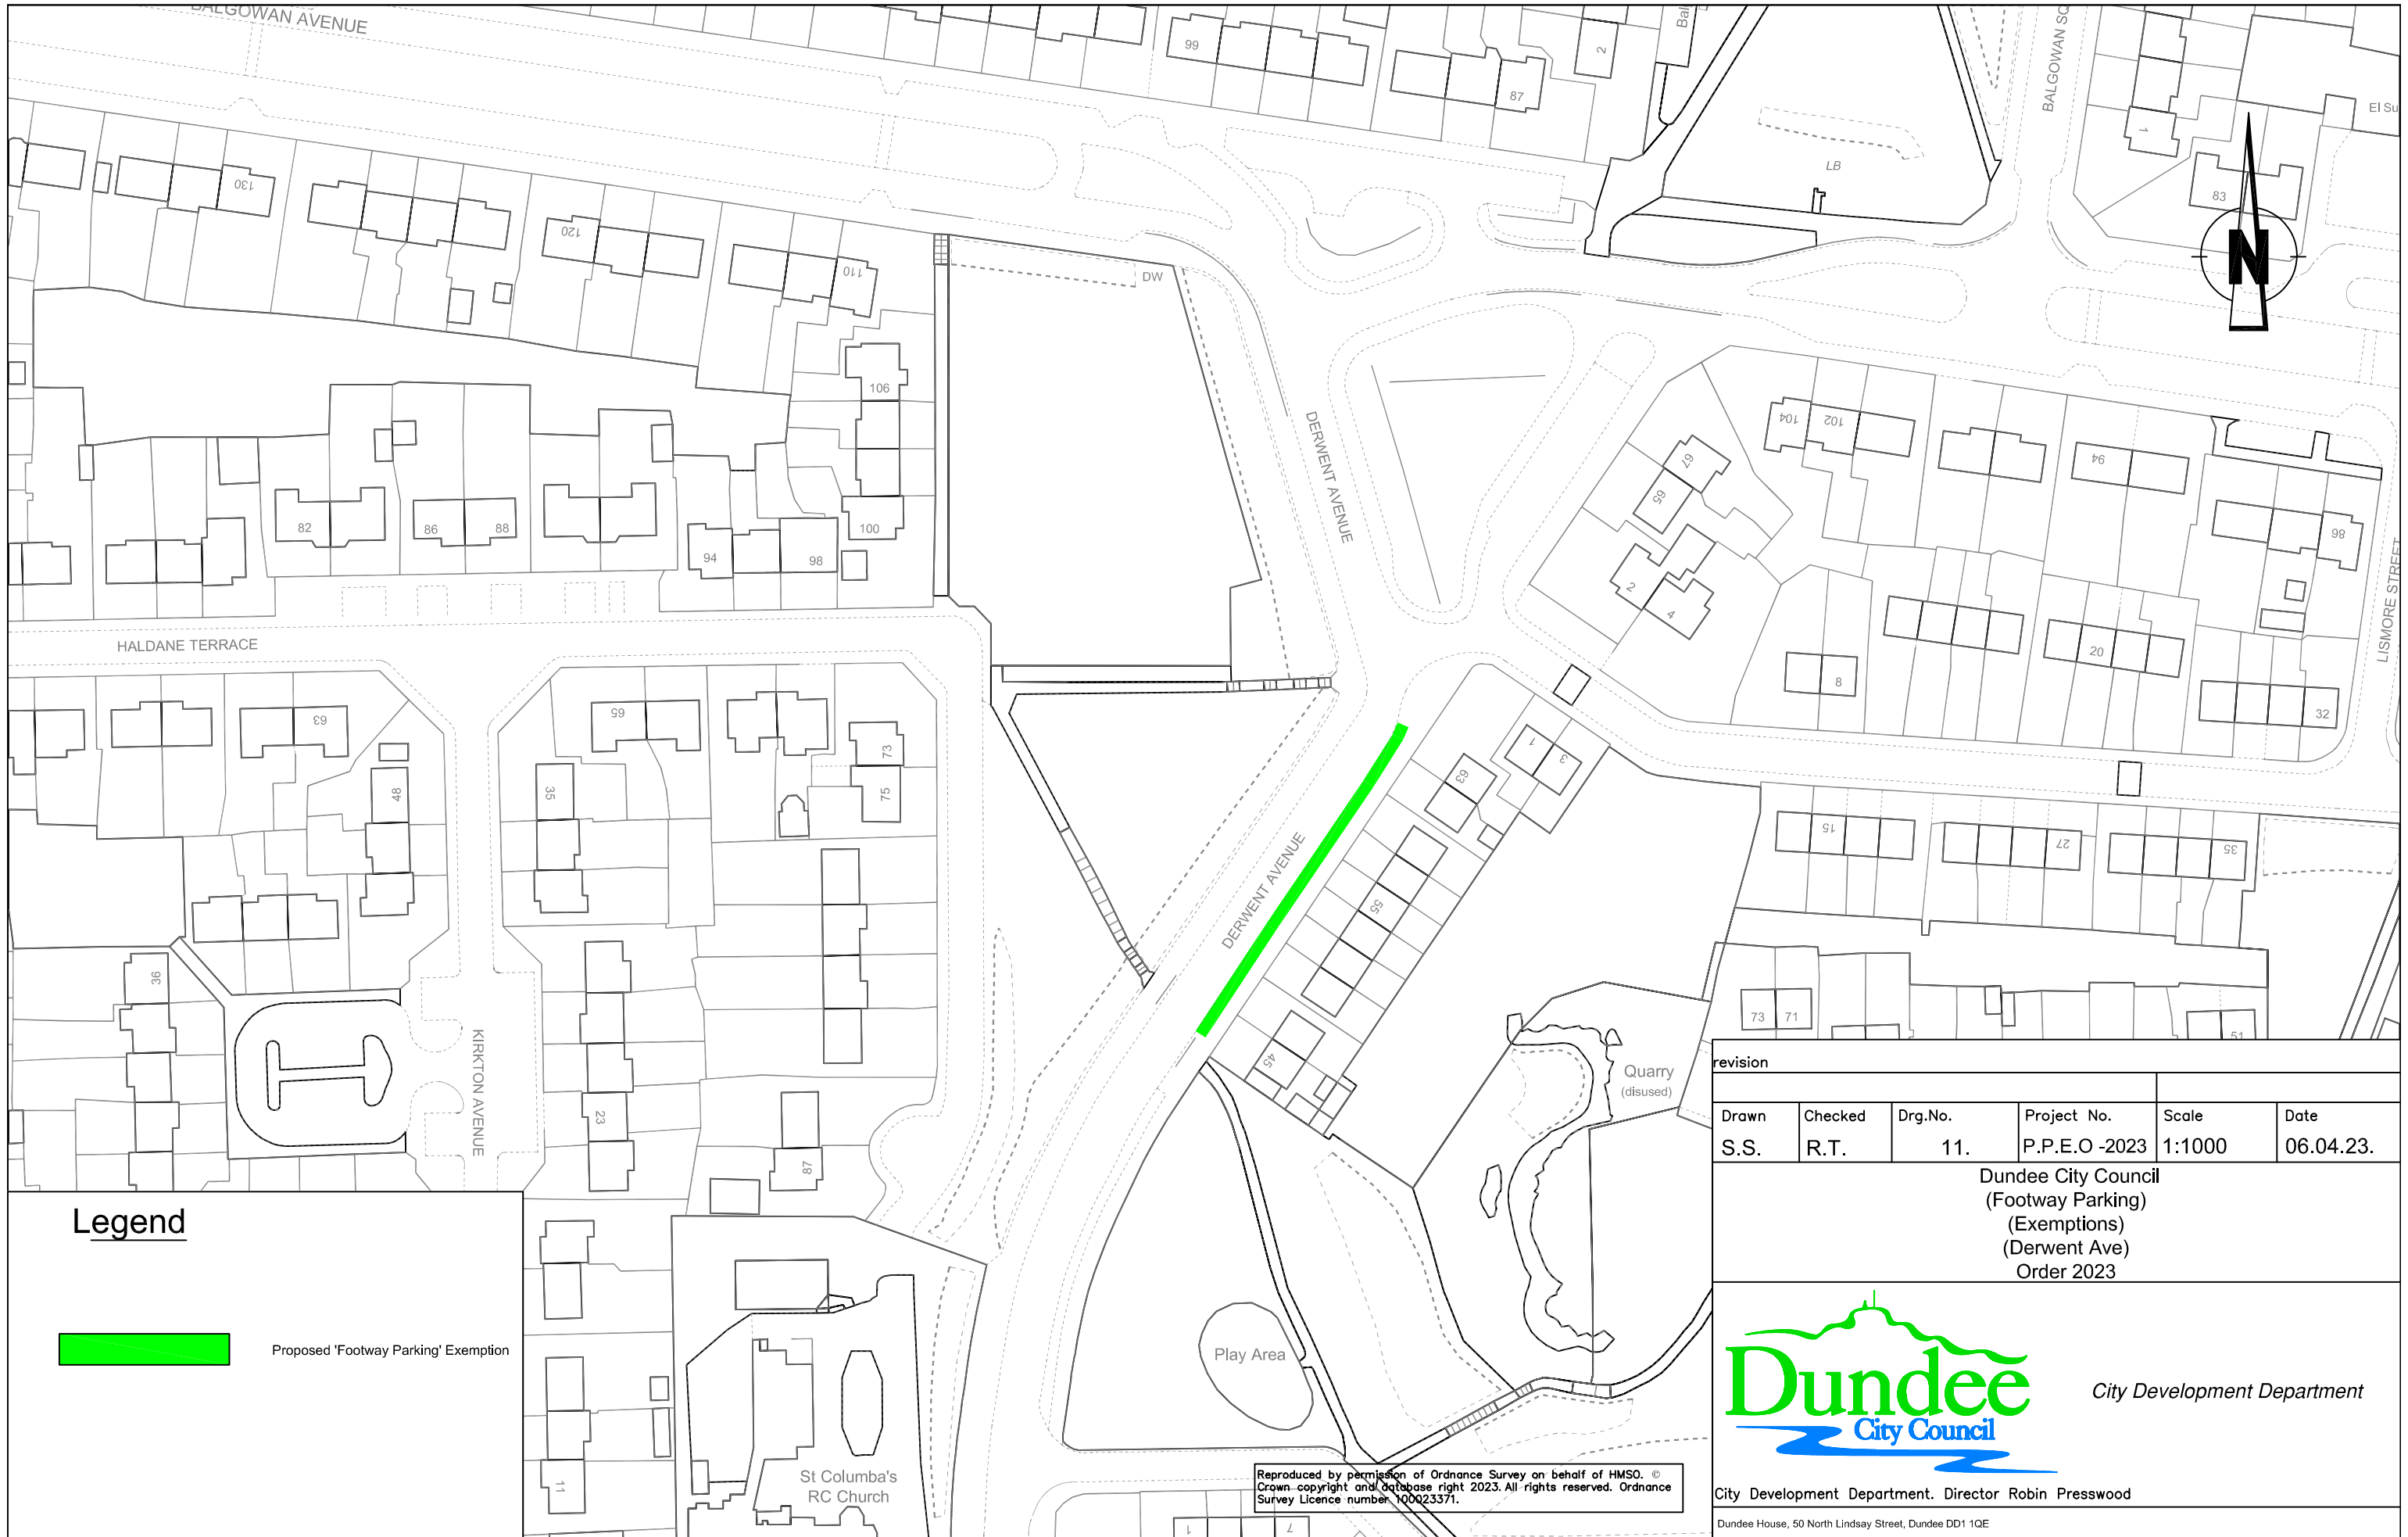 BALGOWAN AVENUE
99
2
87
BALGOWAN SQ
1
El Su
83
LB
130
120
110
DW
106
100
82
86
88
94
98
DERWENT AVENUE
67
65
2
4
104
102
94
86
8
20
32
LISMORE STREET
HALDANE TERRACE
63
65
73
75
48
35
36
23
87
11
KIRKTON AVENUE
DERWENT AVENUE
1
3
63
55
45
15
27
35
73
71
51
Quarry
(disused)
Play Area
St Columba's
RC Church
1
7
N
Legend
Proposed 'Footway Parking' Exemption
revision
Drawn
Checked
Drg.No.
Project No.
Scale
Date
S.S.
R.T.
11.
P.P.E.O -2023
1:1000
06.04.23.
Dundee City Council
(Footway Parking)
(Exemptions)
(Derwent Ave)
Order 2023
Dundee
City Council
City Development Department
City Development Department. Director Robin Presswood
Dundee House, 50 North Lindsay Street, Dundee DD1 1QE
Reproduced by permission of Ordnance Survey on behalf of HMSO. ©
Crown copyright and database right 2023. All rights reserved. Ordnance
Survey Licence number 100023371.